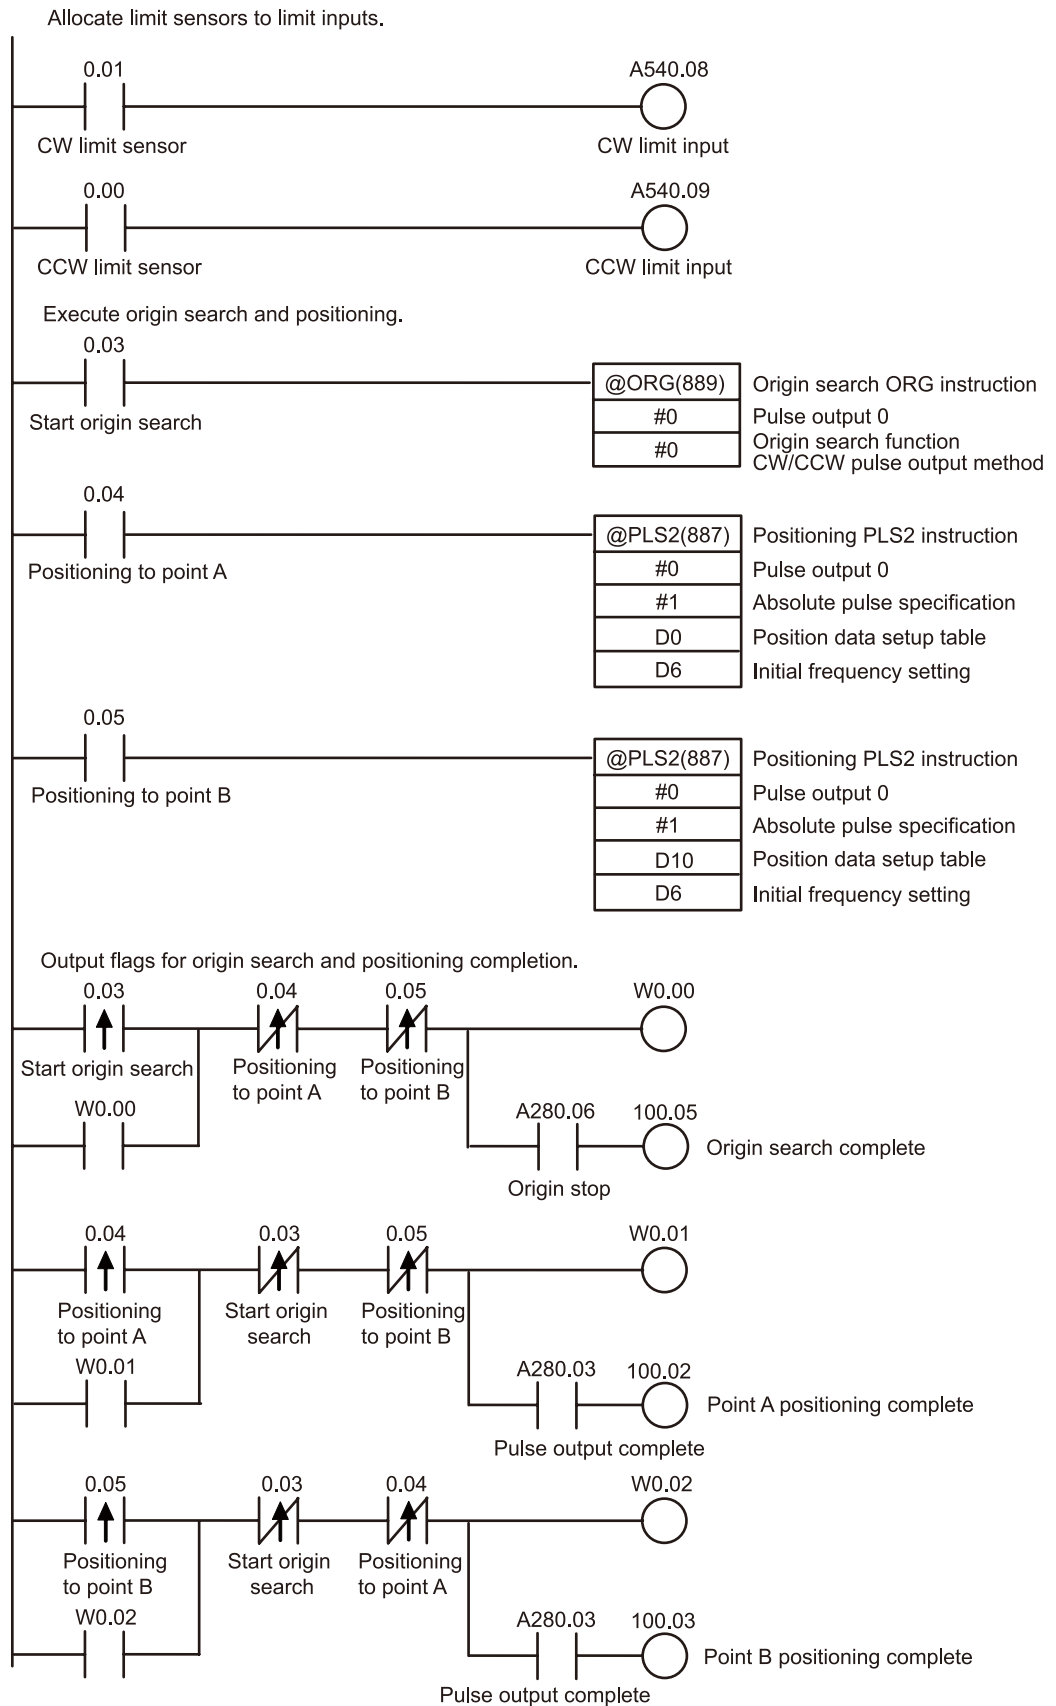 Allocate limit sensors to limit inputs.
0.01 A540.08
CW limit sensor CW limit input
0.00 A540.09
CCW limit sensor CCW limit input
Execute origin search and positioning.
0.03
@ORG(889) Origin search ORG instruction
Start origin search
#0 Pulse output 0
#0 Origin search function
CW/CCW pulse output method
0.04
@PLS2(887) Positioning PLS2 instruction
Positioning to point A
#0 Pulse output 0
#1 Absolute pulse specification
D0 Position data setup table
D6 Initial frequency setting
0.05
@PLS2(887) Positioning PLS2 instruction
Positioning to point B
#0 Pulse output 0
#1 Absolute pulse specification
D10 Position data setup table
D6 Initial frequency setting
Output flags for origin search and positioning completion.
0.03 0.04 0.05 W0.00
Start origin search Positioning Positioning
to point A to point B
W0.00 A280.06 100.05
Origin search complete
Origin stop
0.04 0.03 0.05 W0.01
Positioning Start origin Positioning
to point A search to point B
W0.01 A280.03 100.02
Point A positioning complete
Pulse output complete
0.05 0.03 0.04 W0.02
Positioning Start origin Positioning
to point B search to point A
W0.02 A280.03 100.03
Point B positioning complete
Pulse output complete